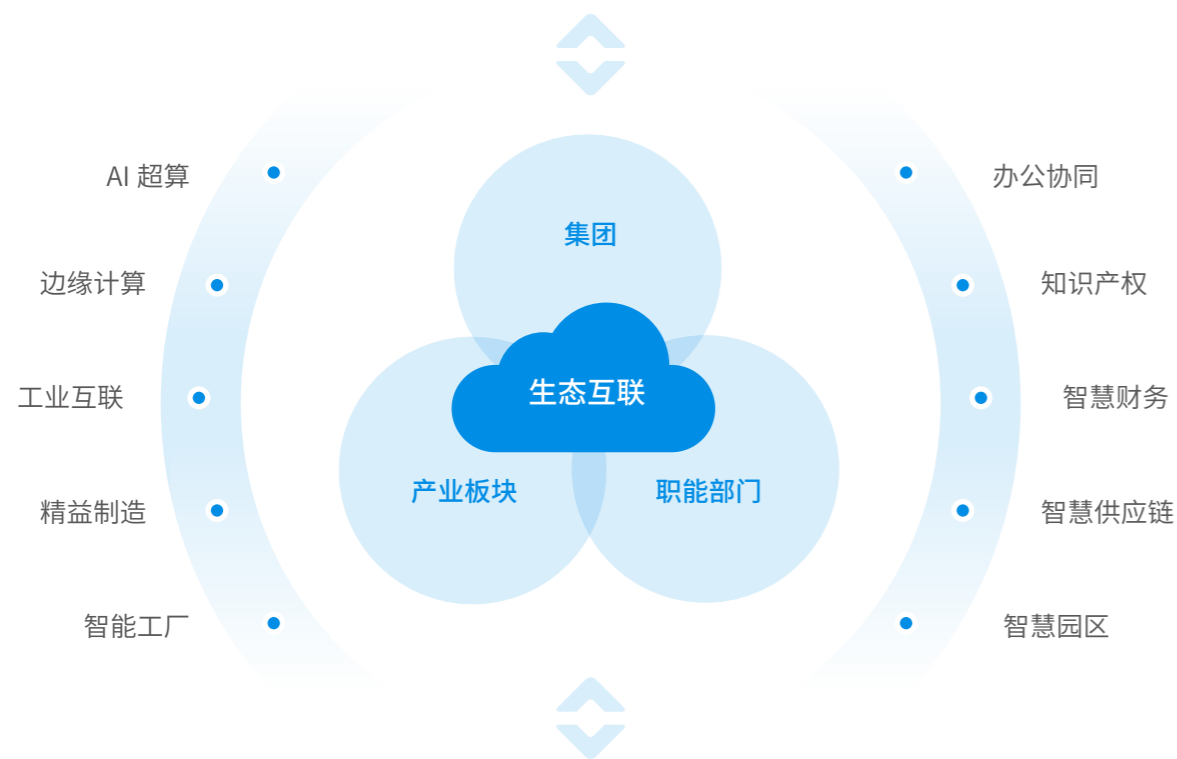 AI 超算
边缘计算
工业互联
精益制造
智能工厂
集团
生态互联
产业板块
职能部门
办公协同
知识产权
智慧财务
智慧供应链
智慧园区